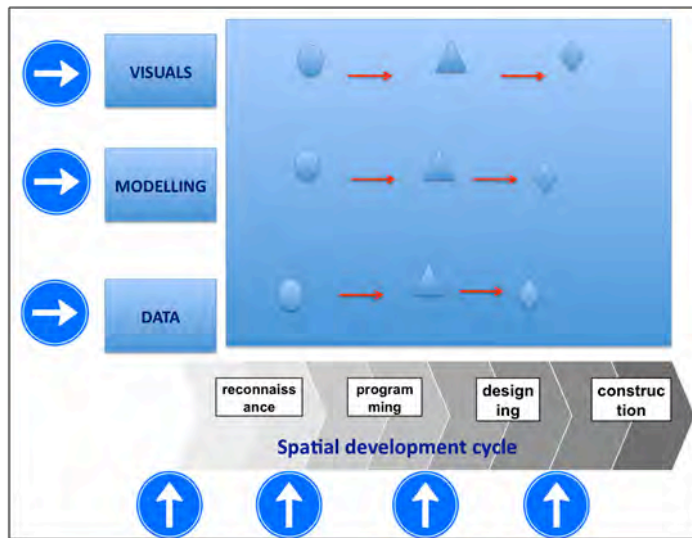 VISUALS
MODELLING
DATA
reconnaiss
ance
program
ming
design
ing
construc
tion
Spatial development cycle